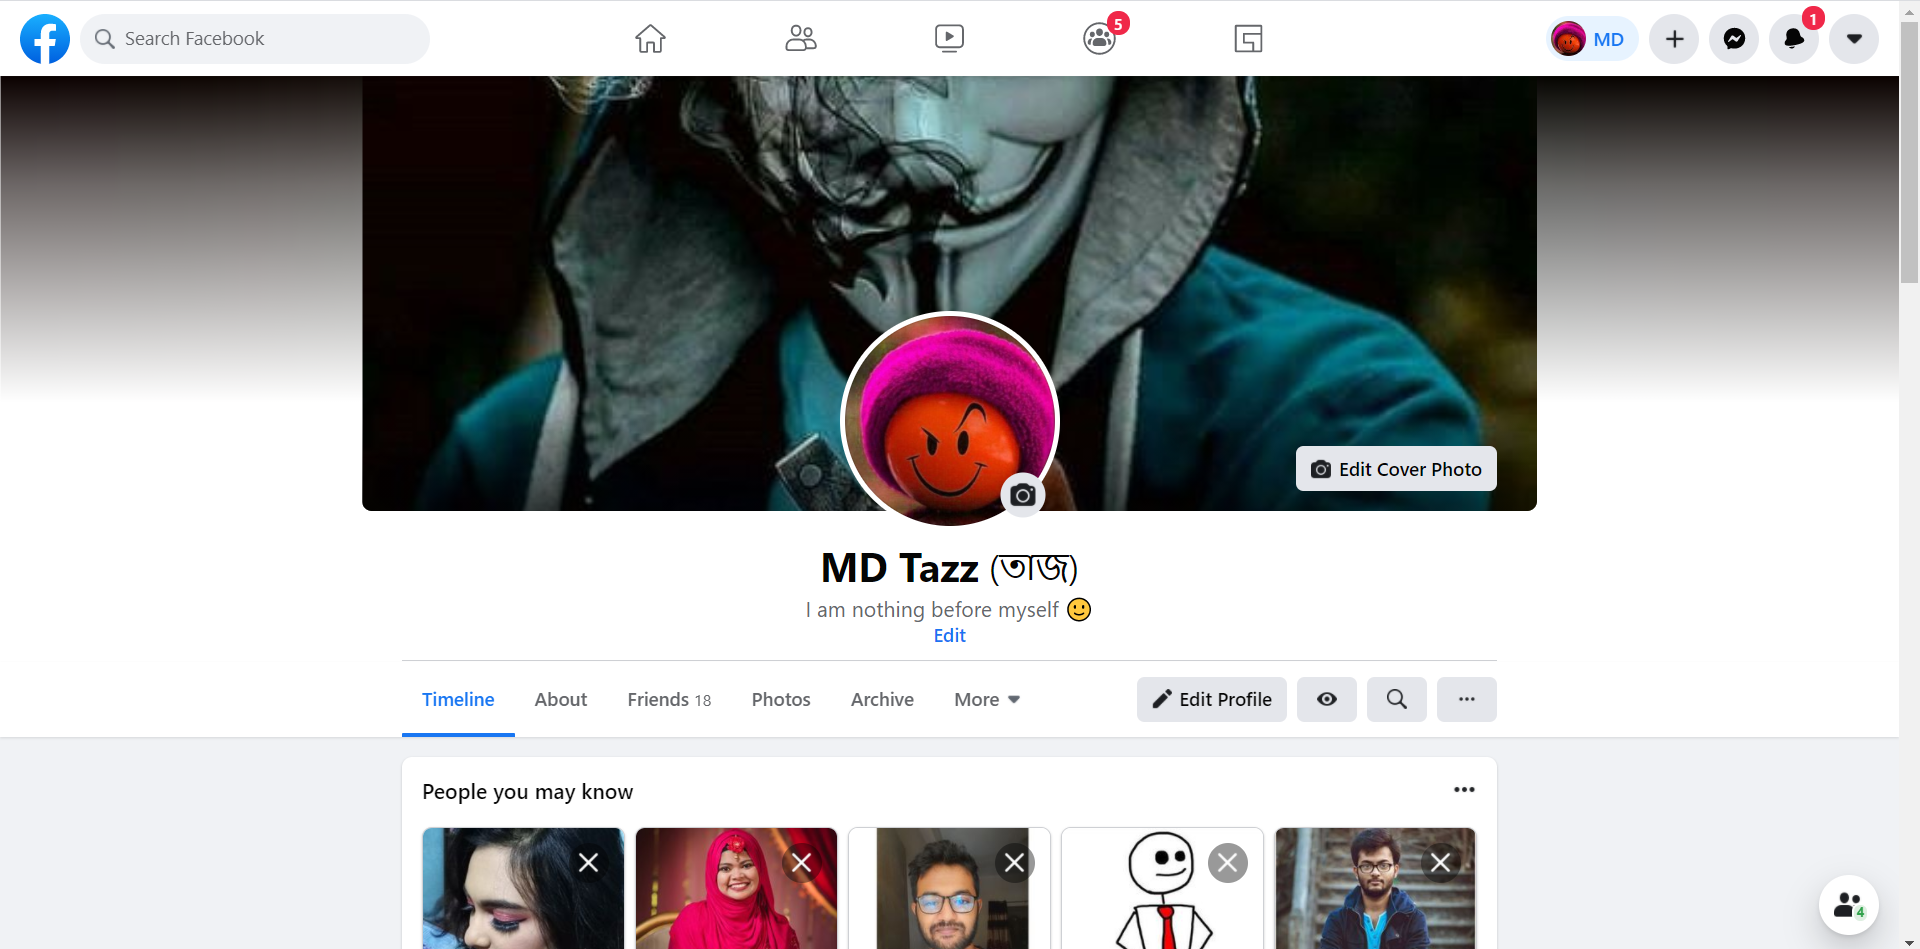 Search Facebook
5
MD
1
Edit Cover Photo
MD Tazz (তাজ)
I am nothing before myself 🙂
Edit
Timeline
About
Friends 18
Photos
Archive
More
Edit Profile
People you may know
4